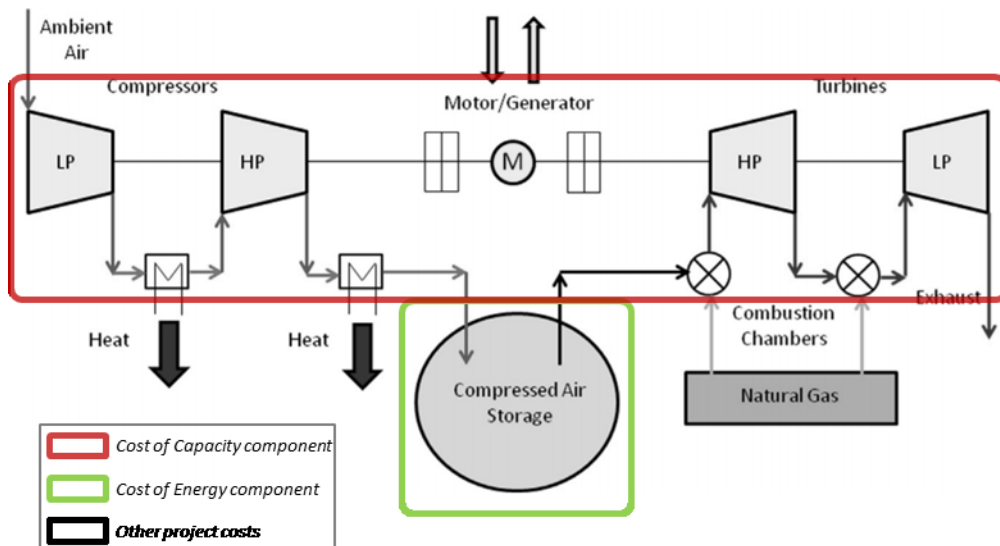 Ambient
Air
Compressors
Motor/Generator
Turbines
LP
HP
M
HP
LP
Heat
Heat
Compressed Air
Storage
Combustion
Chambers
Exhaust
Natural Gas
Cost of Capacity component
Cost of Energy component
Other project costs